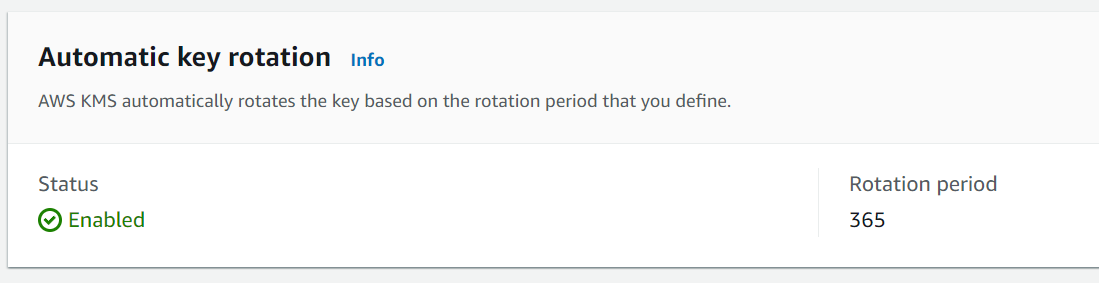 Automatic key rotation Info
AWS KMS automatically rotates the key based on the rotation period that you define.
Status
Enabled
Rotation period
365